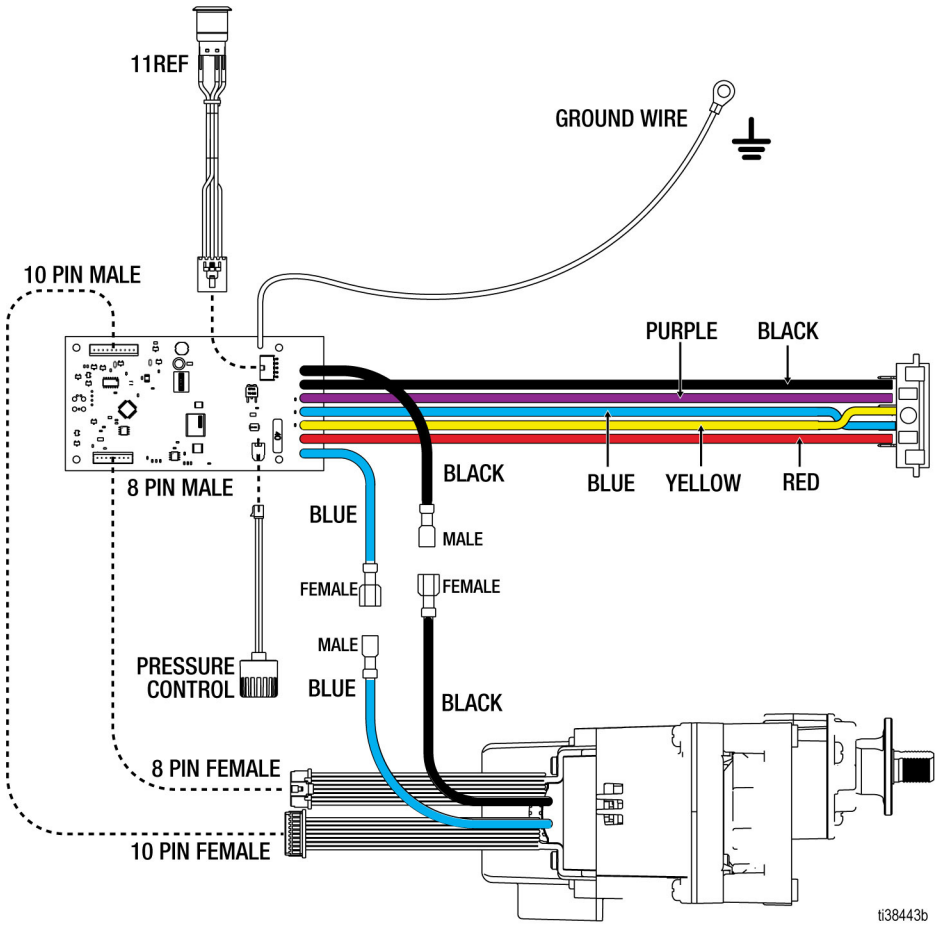 11REF
GROUND WIRE
10 PIN MALE
PURPLE
BLACK
8 PIN MALE
BLACK
BLUE
YELLOW
RED
BLUE
MALE
FEMALE
FEMALE
MALE
PRESSURE
CONTROL
BLUE
BLACK
8 PIN FEMALE
10 PIN FEMALE
ti38443b